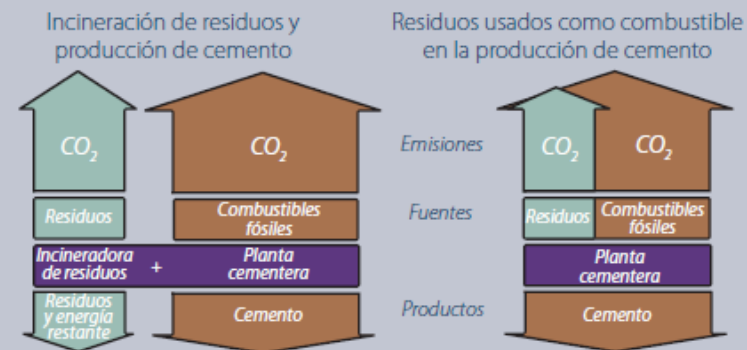 Incineración de residuos y
producción de cemento
Residuos usados como combustible
en la producción de cemento
CO2
CO2
Emisiones
CO2
CO2
Residuos
Combustibles
fósiles
Fuentes
Residuos
Combustibles
fósiles
Incineradora
de residuos
+
Planta
cementera
Planta
cementera
Residuos
y energía
restante
Cemento
Productos
Cemento